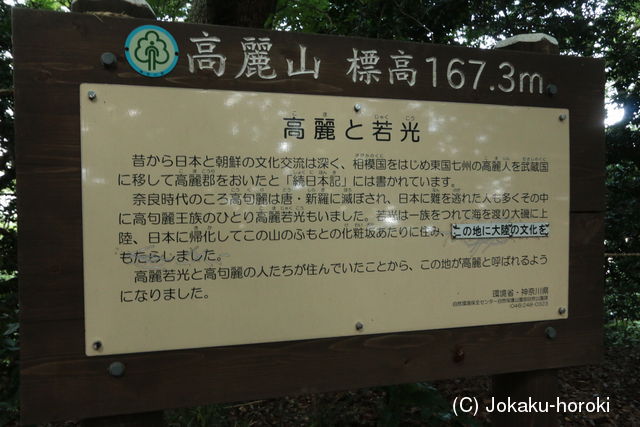 高麗山 標高167.3m
高麗と若光
昔から日本と朝鮮の文化交流は深く、相模国をはじめ東国七州の高麗人を武蔵国
に移して高麗郡をおいたと「続日本記」には書かれています。
奈良時代のころ高句麗は唐・新羅に滅ぼされ、日本に難を逃れた人も多くその中
に高句麗王族のひとり高麗若光もいました。若光は一族をつれて海を渡り大磯に上
陸、日本に帰化してこの山のふもとの化粧坂あたりに住み、この地に大陸の文化を
もたらしました。
高麗若光と高句麗の人たちが住んでいたことから、この地が高麗と呼ばれるよう
になりました。
環境省・神奈川県
(C) Jokaku-horoki